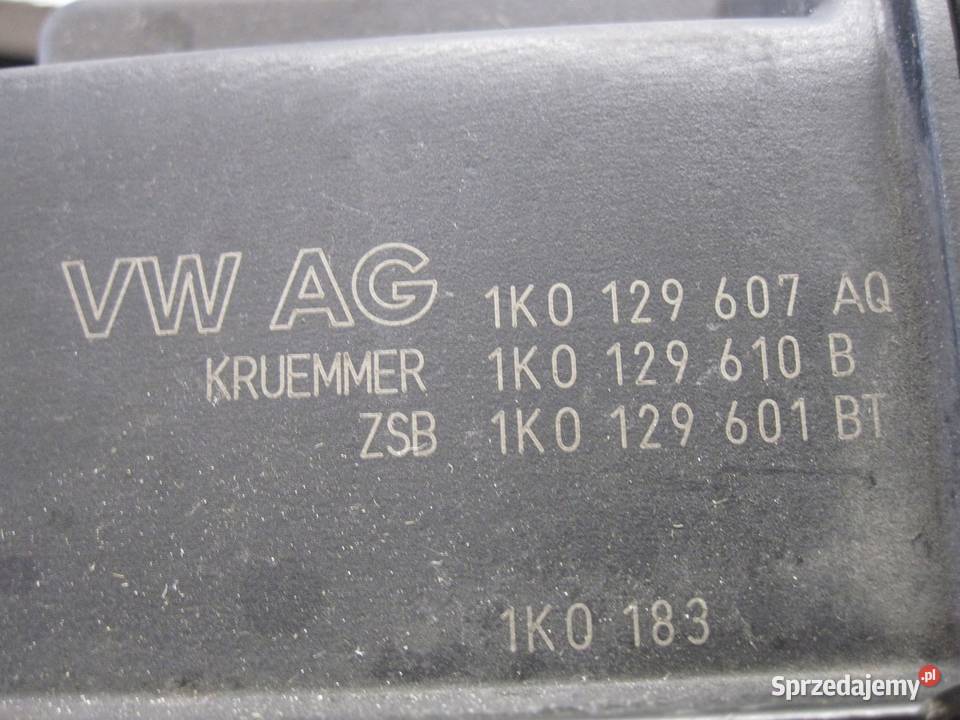 VW AG 1K0 129 607 AQ
KRUEMMER 1K0 129 610 B
ZSB 1K0 129 601 BT
1K0 183
Sprzedajemy.pl